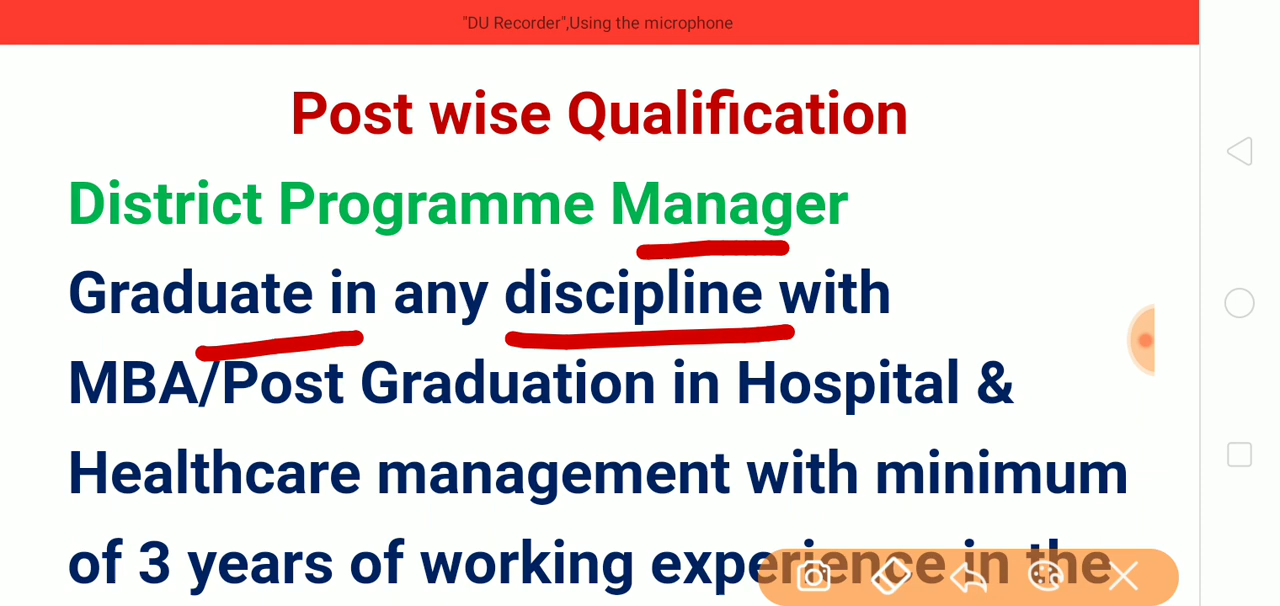 "DU Recorder",Using the microphone
Post wise Qualification
District Programme Manager
Graduate in any discipline with
MBA/Post Graduation in Hospital &
Healthcare management with minimum
of 3 years of working experience in the